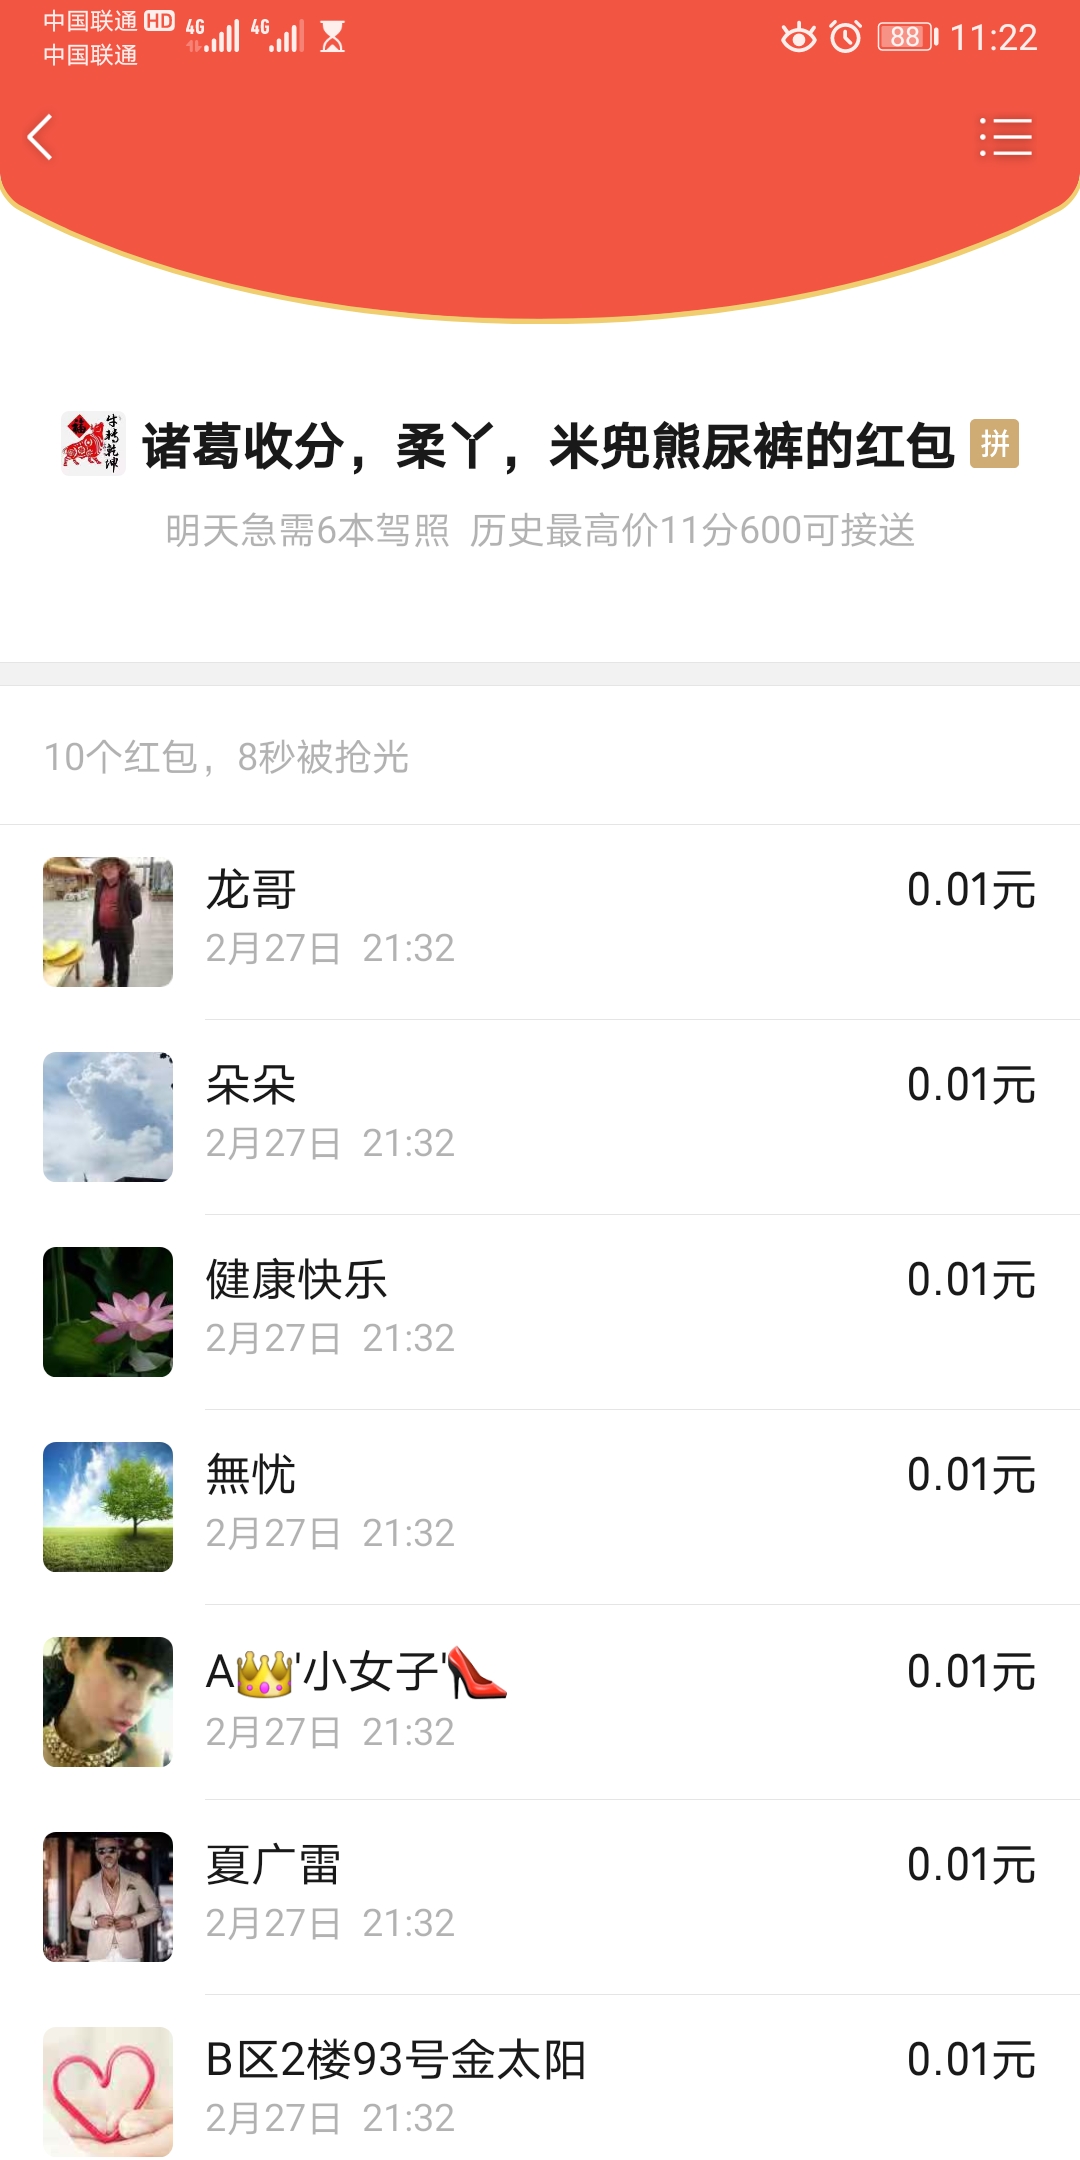 中国联通 HD 4G 4G 88 11:22
中国联通
诸葛收分，柔丫，米兜熊尿裤的红包 拼
明天急需6本驾照 历史最高价11分600可接送
10个红包，8秒被抢光
龙哥 0.01元
2月27日 21:32
朵朵 0.01元
2月27日 21:32
健康快乐 0.01元
2月27日 21:32
無忧 0.01元
2月27日 21:32
A👑'小女子'👠 0.01元
2月27日 21:32
夏广雷 0.01元
2月27日 21:32
B区2楼93号金太阳 0.01元
2月27日 21:32